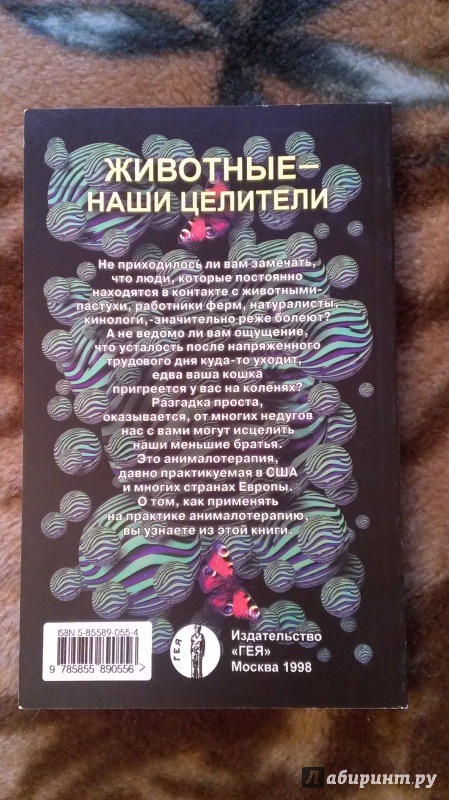 ЖИВОТНЫЕ–
НАШИ ЦЕЛИТЕЛИ
Не приходилось ли вам замечать,
что люди, которые постоянно
находятся в контакте с животными-
пастухи, работники ферм, натуралисты,
кинологи,-значительно реже болеют?
А не ведомо ли вам ощущение,
что усталость после напряженного
трудового дня куда-то уходит,
едва ваша кошка
пригреется у вас на коленях?
Разгадка проста,
оказывается, от многих недугов
нас с вами могут исцелить
наши меньшие братья.
Это анималотерапия,
давно практикуемая в США
и многих странах Европы.
О том, как применять
на практике анималотерапию,
вы узнаете из этой книги.
ISBN 5-85589-055-4
9 785855 890556 >
ГЕЯ
Издательство
«ГЕЯ»
Москва 1998
Лабиринт.ру